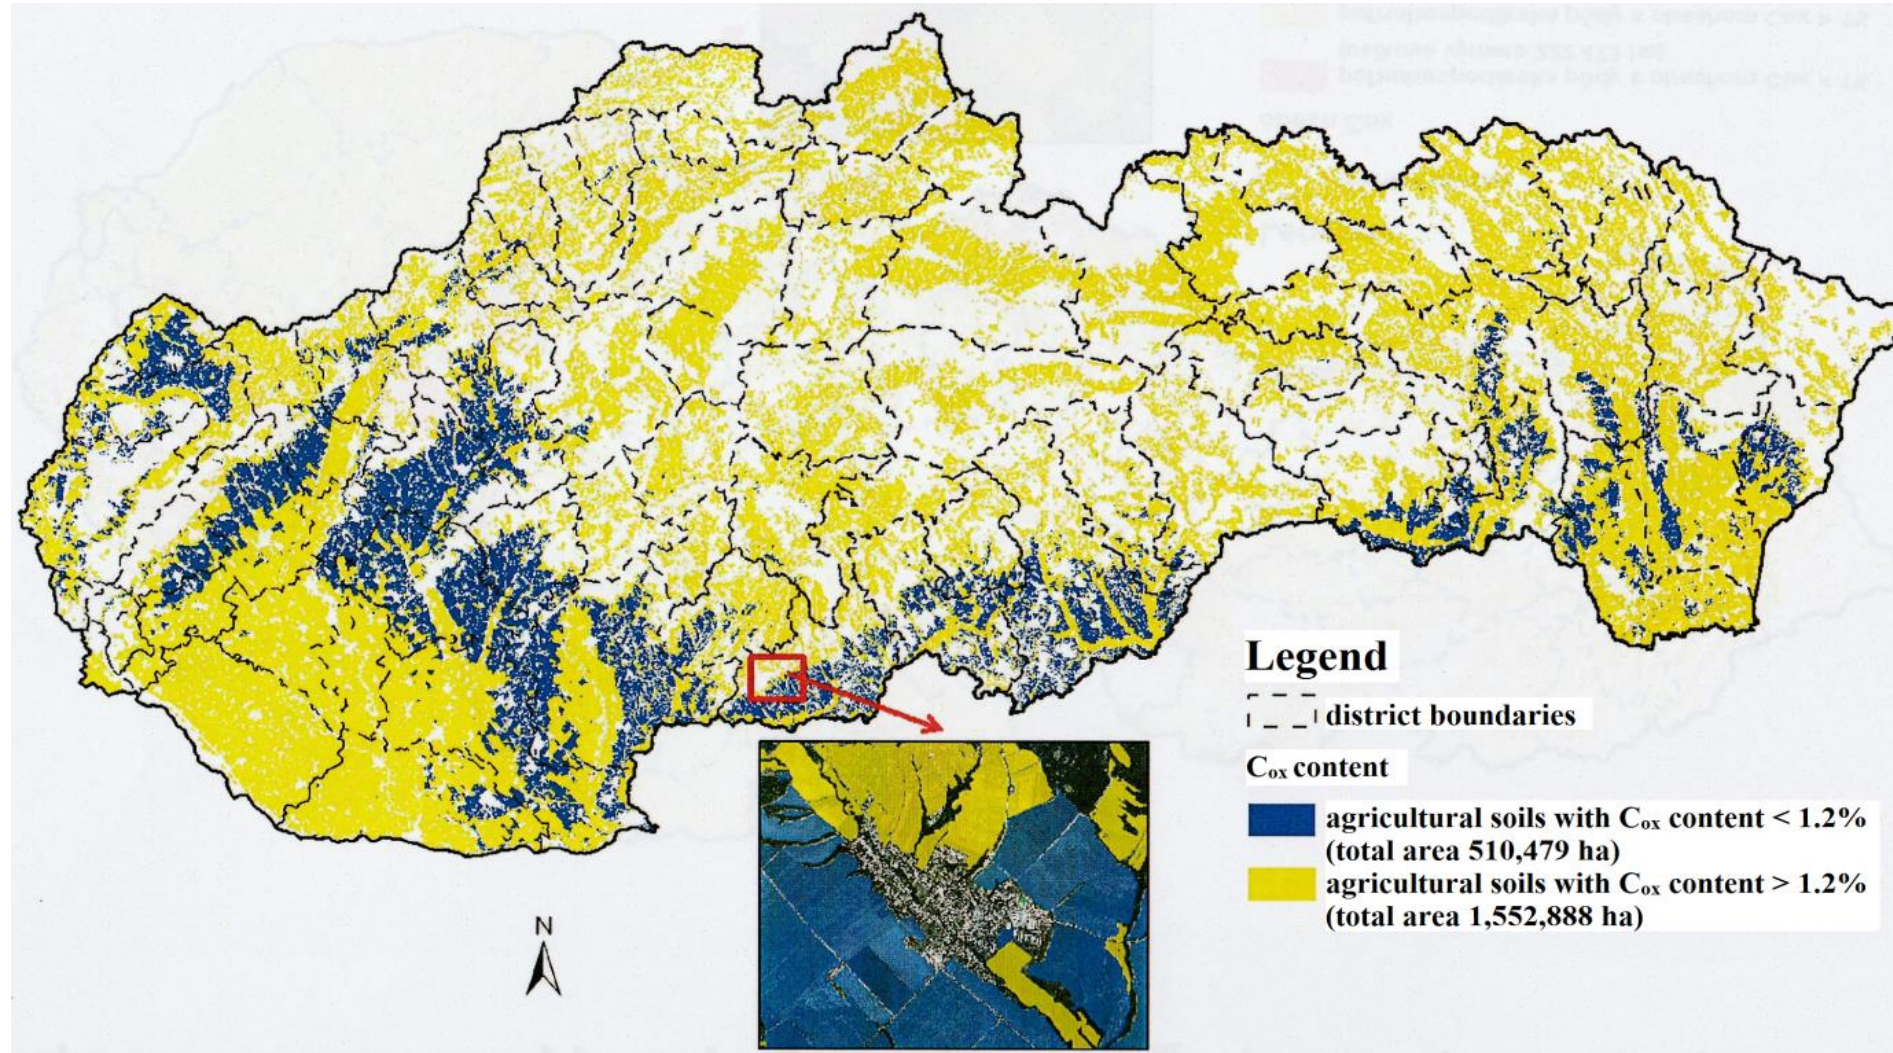 Legend
district boundaries
Cox content
agricultural soils with Cox content < 1.2%
(total area 510,479 ha)
agricultural soils with Cox content > 1.2%
(total area 1,552,888 ha)
N